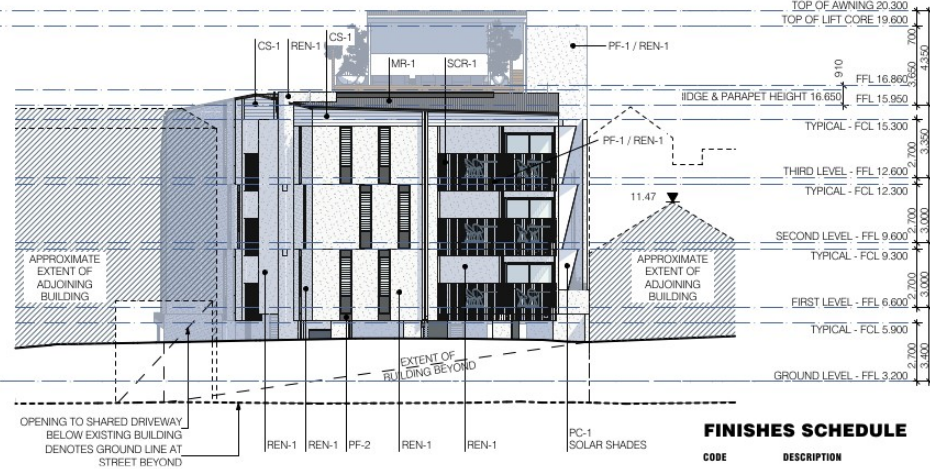 TOP OF AWNING 20.300
TOP OF LIFT CORE 19.600
CS-1
REN-1
CS-1
MR-1
SCR-1
PF-1 / REN-1
700
4.350
3.650
910
FFL 16.860
RIDGE & PARAPET HEIGHT 16.650
FFL 15.950
TYPICAL - FCL 15.300
PF-1 / REN-1
2.700
3.350
THIRD LEVEL - FFL 12.600
TYPICAL - FCL 12.300
11.47
2.700
3.000
SECOND LEVEL - FFL 9.600
TYPICAL - FCL 9.300
APPROXIMATE
EXTENT OF
ADJOINING
BUILDING
APPROXIMATE
EXTENT OF
ADJOINING
BUILDING
2.700
3.000
FIRST LEVEL - FFL 6.600
TYPICAL - FCL 5.900
2.700
3.400
EXTENT OF
BUILDING BEYOND
GROUND LEVEL - FFL 3.200
OPENING TO SHARED DRIVEWAY
BELOW EXISTING BUILDING
DENOTES GROUND LINE AT
STREET BEYOND
REN-1
REN-1
PF-2
REN-1
REN-1
PC-1
SOLAR SHADES
FINISHES SCHEDULE
CODE DESCRIPTION